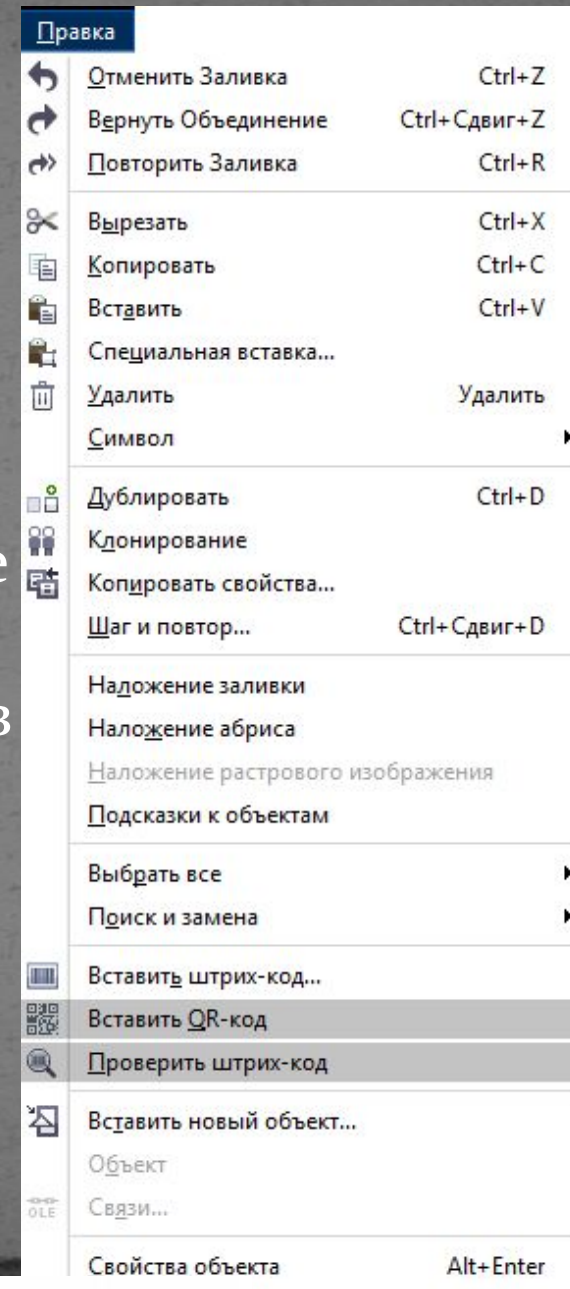 Правка
Отменить Заливка Ctrl+Z
Вернуть Объединение Ctrl+Сдвиг+Z
Повторить Заливка Ctrl+R
Вырезать Ctrl+X
Копировать Ctrl+C
Вставить Ctrl+V
Специальная вставка...
Удалить Удалить
Символ
Дублировать Ctrl+D
Клонирование
е
Копировать свойства...
Шаг и повтор... Ctrl+Сдвиг+D
Наложение заливки
в
Наложение абриса
Наложение растрового изображения
Подсказки к объектам
Выбрать все
Поиск и замена
Вставить штрих-код...
Вставить QR-код
Проверить штрих-код
Вставить новый объект...
Объект
OLE Связи...
Свойства объекта Alt+Enter